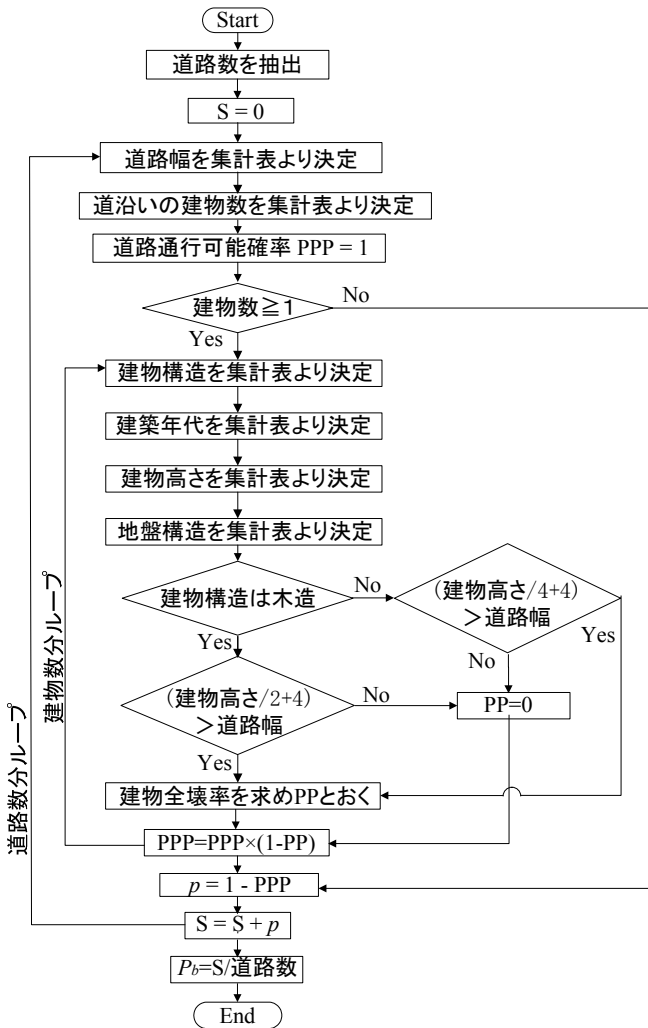 Start
道路数を抽出
S = 0
道路幅を集計表より決定
道沿いの建物数を集計表より決定
道路通行可能確率 PPP = 1
建物数≧1
No
Yes
建物構造を集計表より決定
建築年代を集計表より決定
建物高さを集計表より決定
地盤構造を集計表より決定
建物構造は木造
No
(建物高さ/4+4)
＞道路幅
Yes
No
Yes
(建物高さ/2+4)
＞道路幅
No
PP=0
Yes
建物全壊率を求めPPとおく
PPP=PPP×(1-PP)
p = 1 - PPP
S = S + p
Pb=S/道路数
End
建物数分ループ
道路数分ループ